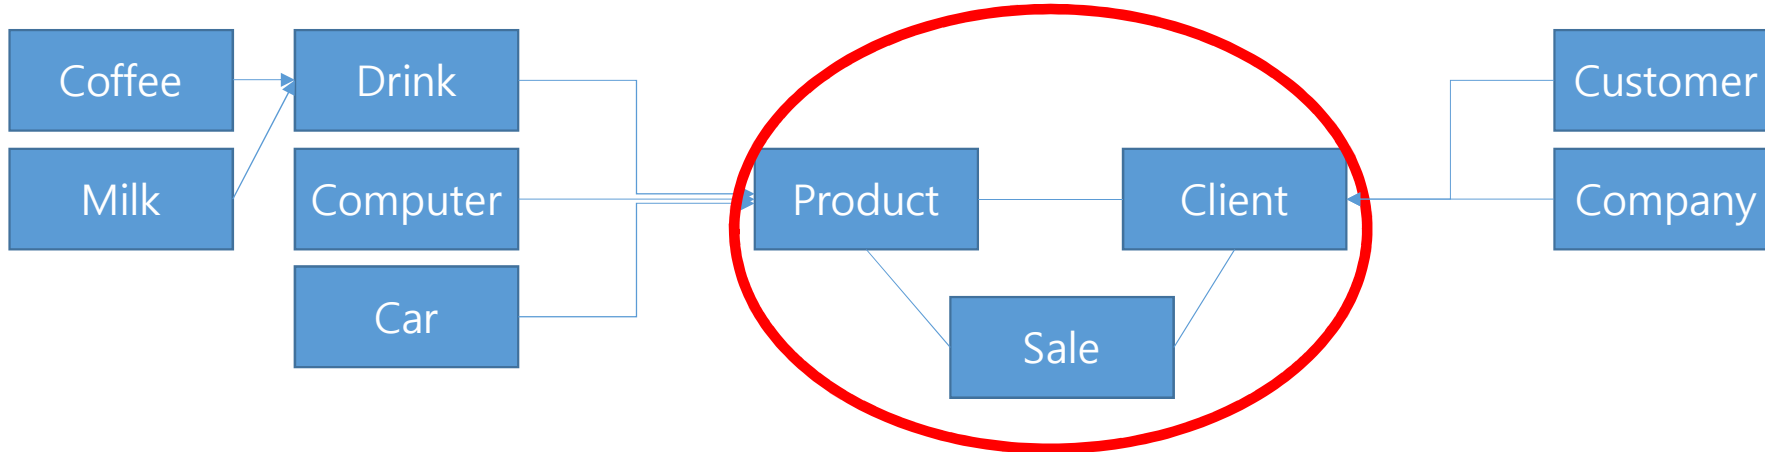 Coffee
Drink
Customer
Milk
Computer
Product
Client
Company
Car
Sale